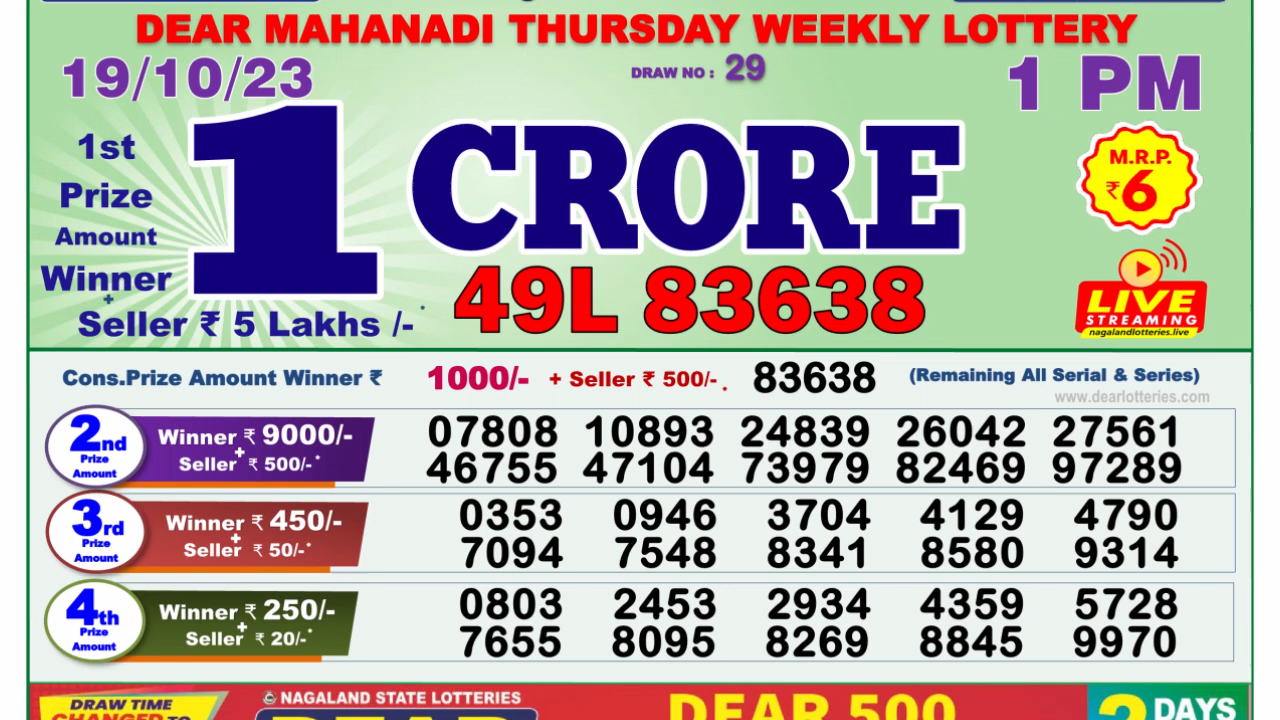 DEAR MAHANADI THURSDAY WEEKLY LOTTERY
19/10/23
DRAW NO : 29
1 PM
1st
Prize
Amount
Winner
+
Seller ₹ 5 Lakhs /-*
1 CRORE
49L 83638
M.R.P.
₹6
LIVE
STREAMING
nagalandlotteries.live
Cons.Prize Amount Winner ₹ 1000/- + Seller ₹ 500/- . 83638 (Remaining All Serial & Series)
www.dearlotteries.com
2nd
Prize
Amount
Winner ₹ 9000/-
+
Seller ₹ 500/-*
07808 10893 24839 26042 27561
46755 47104 73979 82469 97289
3rd
Prize
Amount
Winner ₹ 450/-
+
Seller ₹ 50/-*
0353 0946 3704 4129 4790
7094 7548 8341 8580 9314
4th
Prize
Amount
Winner ₹ 250/-
+
Seller ₹ 20/-*
0803 2453 2934 4359 5728
7655 8095 8269 8845 9970
DRAW TIME
CHANGED TO
NAGALAND STATE LOTTERIES
DEAR
DEAR 500
DAYS